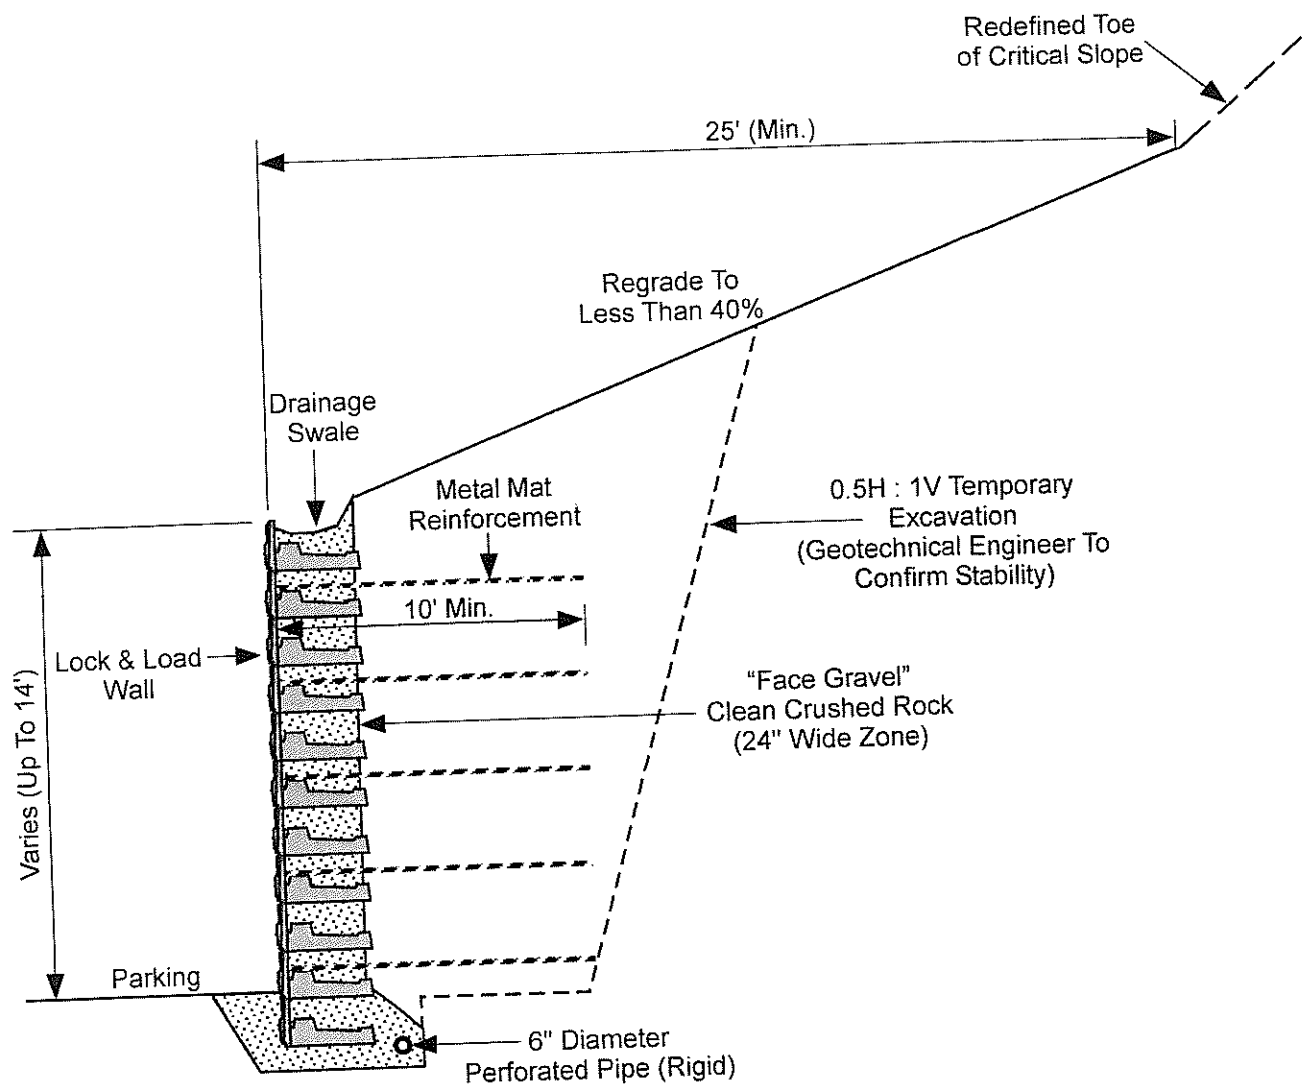 Redefined Toe
of Critical Slope
25' (Min.)
Regrade To
Less Than 40%
Drainage
Swale
Metal Mat
Reinforcement
0.5H : 1V Temporary
Excavation
(Geotechnical Engineer To
Confirm Stability)
10' Min.
Lock & Load
Wall
"Face Gravel"
Clean Crushed Rock
(24" Wide Zone)
Varies (Up To 14')
Parking
6" Diameter
Perforated Pipe (Rigid)